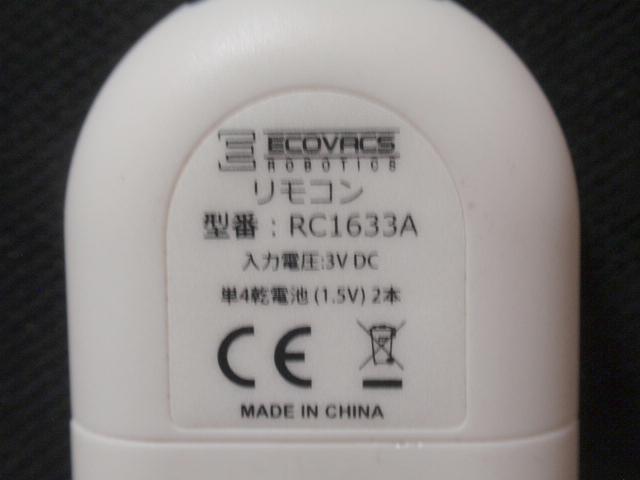 ECOVACS
ROBOTICS
リモコン
型番：RC1633A
入力電圧:3V DC
単4乾電池 (1.5V) 2本
CE
MADE IN CHINA